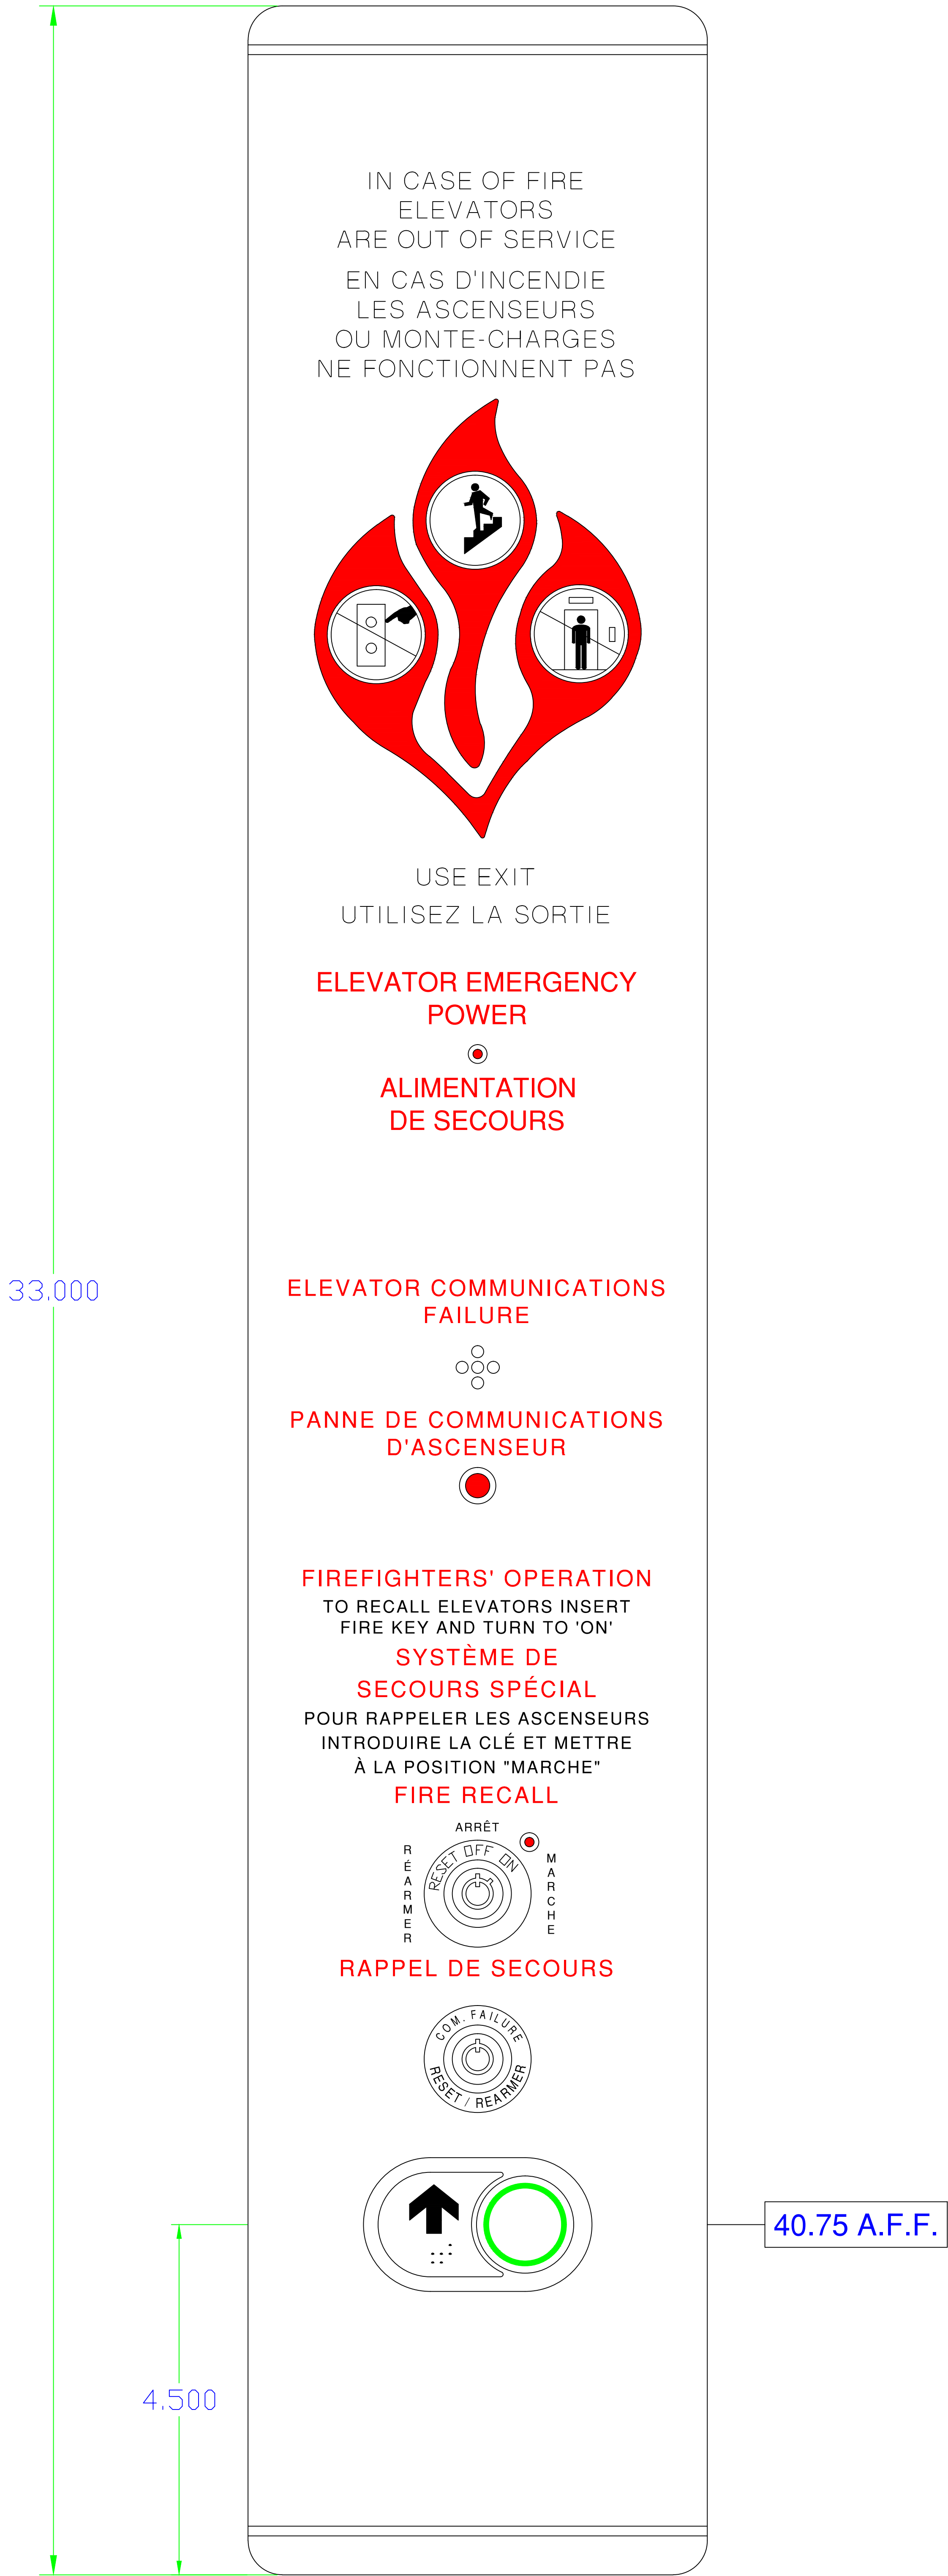 IN CASE OF FIRE
ELEVATORS
ARE OUT OF SERVICE
EN CAS D'INCENDIE
LES ASCENSEURS
OU MONTE-CHARGES
NE FONCTIONNENT PAS
USE EXIT
UTILISEZ LA SORTIE
ELEVATOR EMERGENCY
POWER
ALIMENTATION
DE SECOURS
33.000
ELEVATOR COMMUNICATIONS
FAILURE
PANNE DE COMMUNICATIONS
D'ASCENSEUR
FIREFIGHTERS' OPERATION
TO RECALL ELEVATORS INSERT
FIRE KEY AND TURN TO 'ON'
SYSTÈME DE
SECOURS SPÉCIAL
POUR RAPPELER LES ASCENSEURS
INTRODUIRE LA CLÉ ET METTRE
À LA POSITION "MARCHE"
FIRE RECALL
ARRÊT
RÉARMER
RESET OFF ON
MARCHE
RAPPEL DE SECOURS
COM. FAILURE
RESET / REARMER
40.75 A.F.F.
4.500